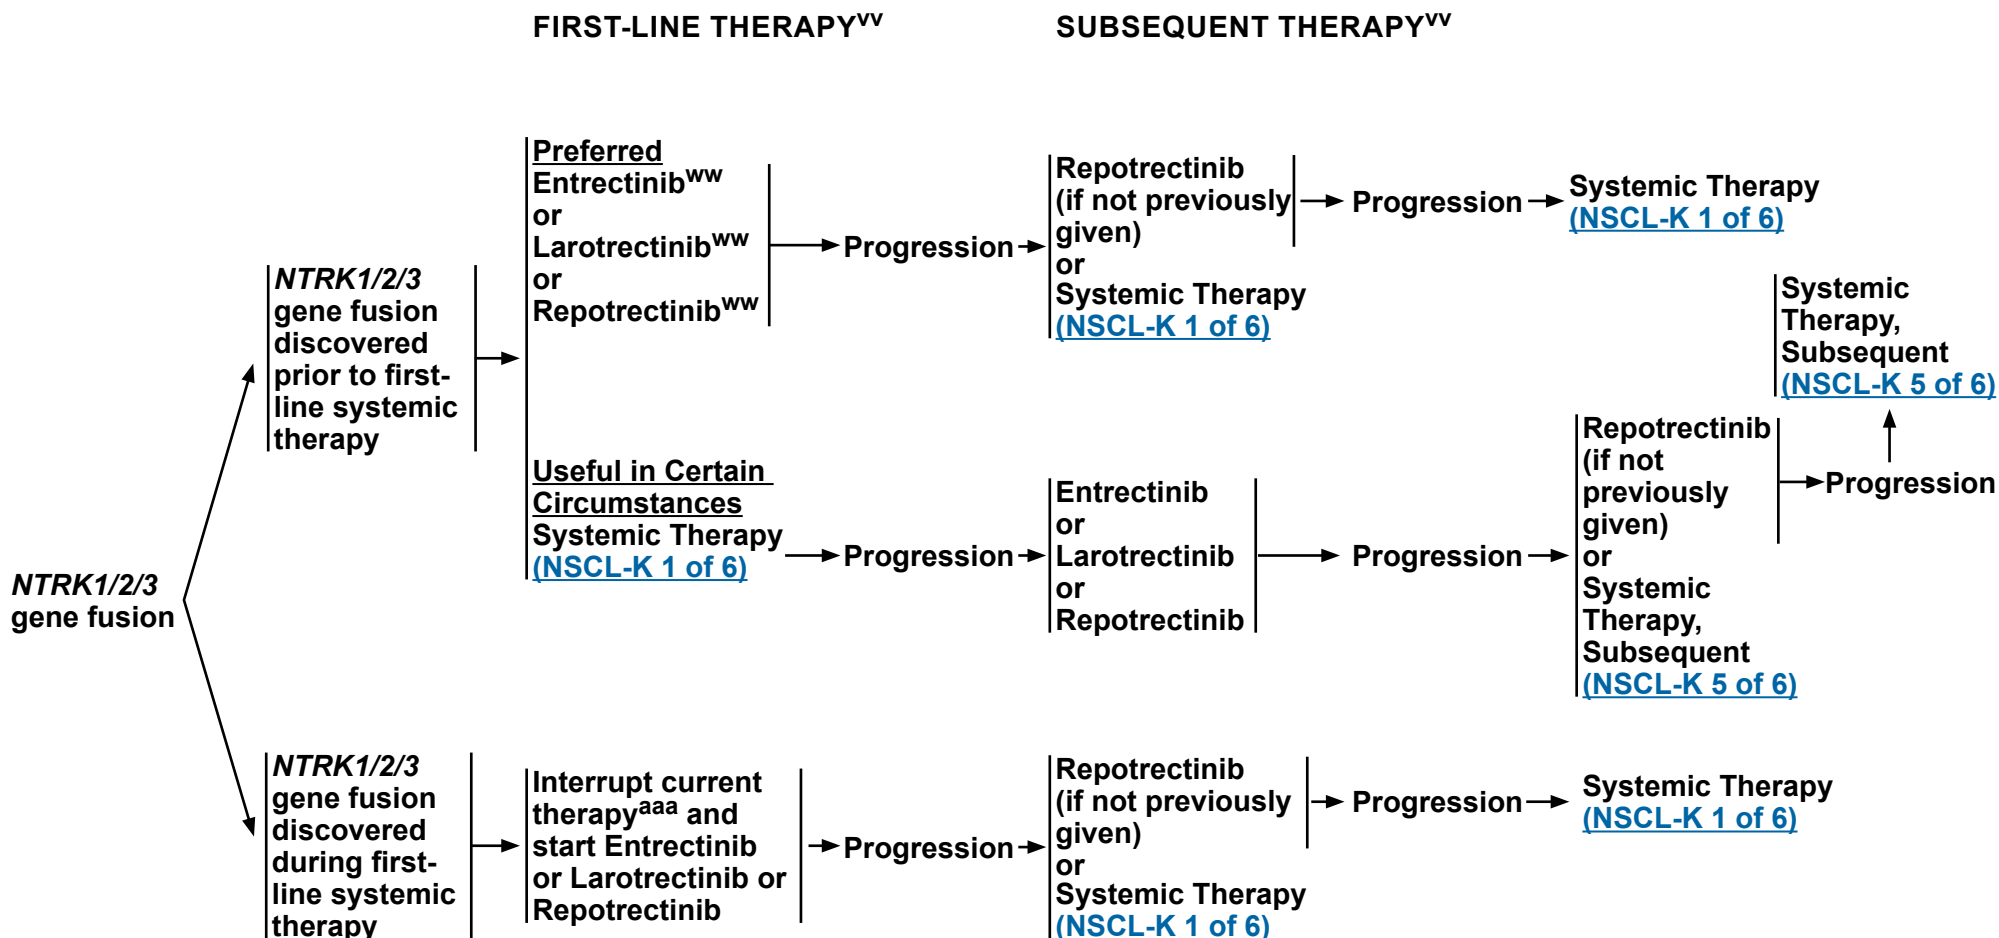 FIRST-LINE THERAPYvv
SUBSEQUENT THERAPYvv
NTRK1/2/3
gene fusion
NTRK1/2/3
gene fusion
discovered
prior to first-
line systemic
therapy
Preferred
Entrectinibww
or
Larotrectinibww
or
Repotrectinibww
Progression
Repotrectinib
(if not previously
given)
or
Systemic Therapy
(NSCL-K 1 of 6)
Progression
Systemic Therapy
(NSCL-K 1 of 6)
Useful in Certain
Circumstances
Systemic Therapy
(NSCL-K 1 of 6)
Progression
Entrectinib
or
Larotrectinib
or
Repotrectinib
Progression
Repotrectinib
(if not
previously
given)
or
Systemic
Therapy,
Subsequent
(NSCL-K 5 of 6)
Progression
Systemic
Therapy,
Subsequent
(NSCL-K 5 of 6)
NTRK1/2/3
gene fusion
discovered
during first-
line systemic
therapy
Interrupt current
therapyaaa and
start Entrectinib
or Larotrectinib or
Repotrectinib
Progression
Repotrectinib
(if not previously
given)
or
Systemic Therapy
(NSCL-K 1 of 6)
Progression
Systemic Therapy
(NSCL-K 1 of 6)